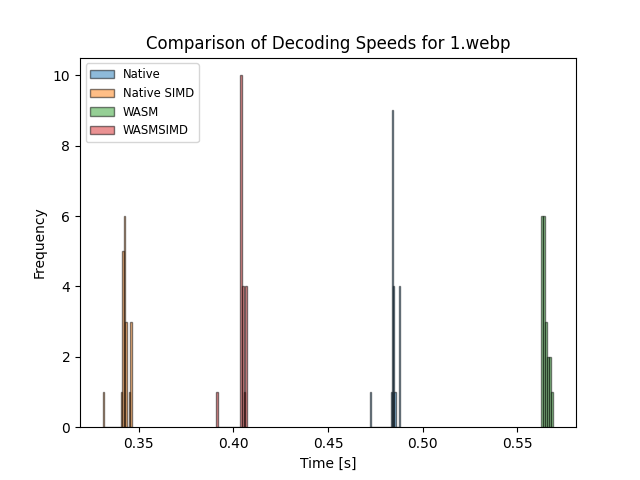 Comparison of Decoding Speeds for 1.webp
Native
Native SIMD
WASM
WASMSIMD
10
8
6
4
2
0
Frequency
0.35 0.40 0.45 0.50 0.55
Time [s]